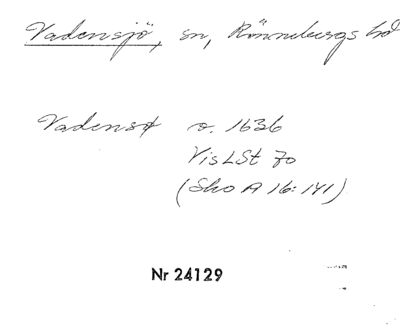 Vadensjö, sn, Rönnebergs hd
Vadensø o. 1636
VisLSt 70
(Sko A 16:141)
Nr 24129